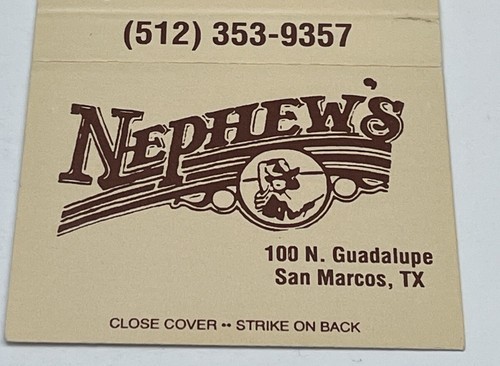 (512) 353-9357
NEPHEW'S
100 N. Guadalupe
San Marcos, TX
CLOSE COVER •• STRIKE ON BACK